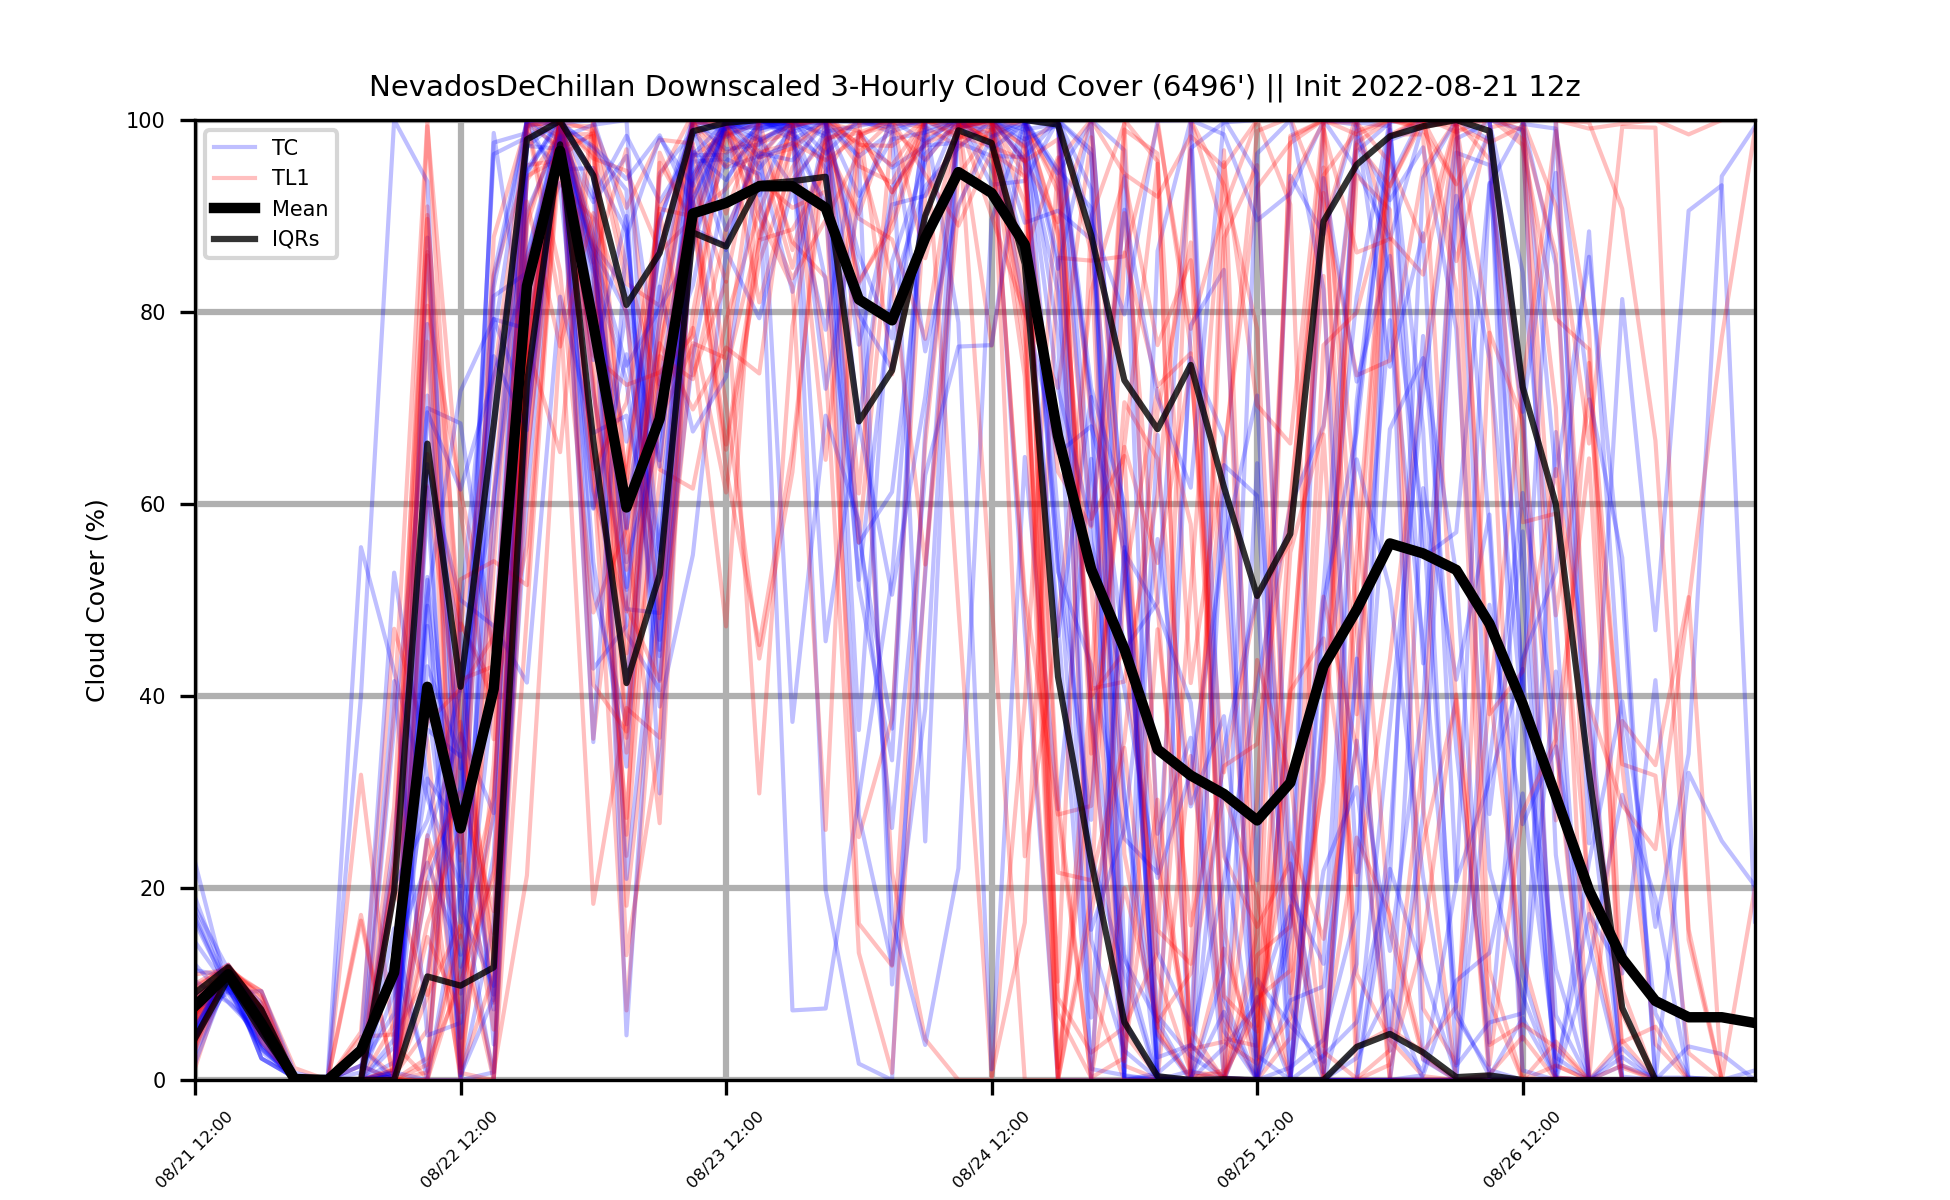 NevadosDeChillan Downscaled 3-Hourly Cloud Cover (6496') || Init 2022-08-21 12z
TC
TL1
Mean
IQRs
Cloud Cover (%)
100
80
60
40
20
0
08/21 12:00
08/22 12:00
08/23 12:00
08/24 12:00
08/25 12:00
08/26 12:00